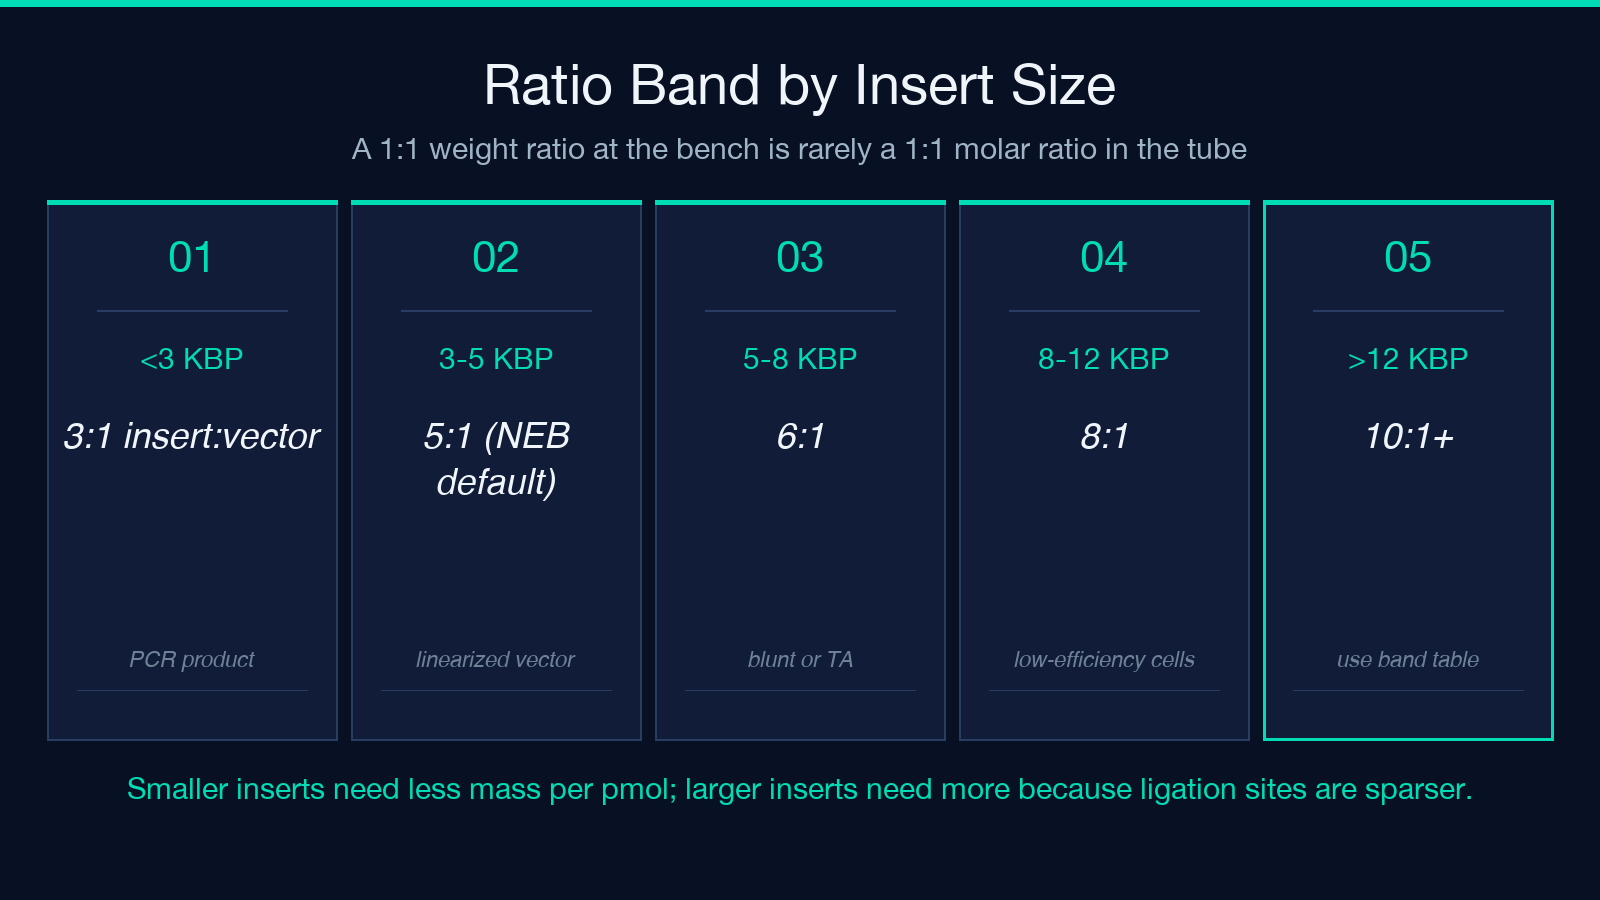 Ratio Band by Insert Size
A 1:1 weight ratio at the bench is rarely a 1:1 molar ratio in the tube
01
<3 KBP
3:1 insert:vector
PCR product
02
3-5 KBP
5:1 (NEB
default)
linearized vector
03
5-8 KBP
6:1
blunt or TA
04
8-12 KBP
8:1
low-efficiency cells
05
>12 KBP
10:1+
use band table
Smaller inserts need less mass per pmol; larger inserts need more because ligation sites are sparser.